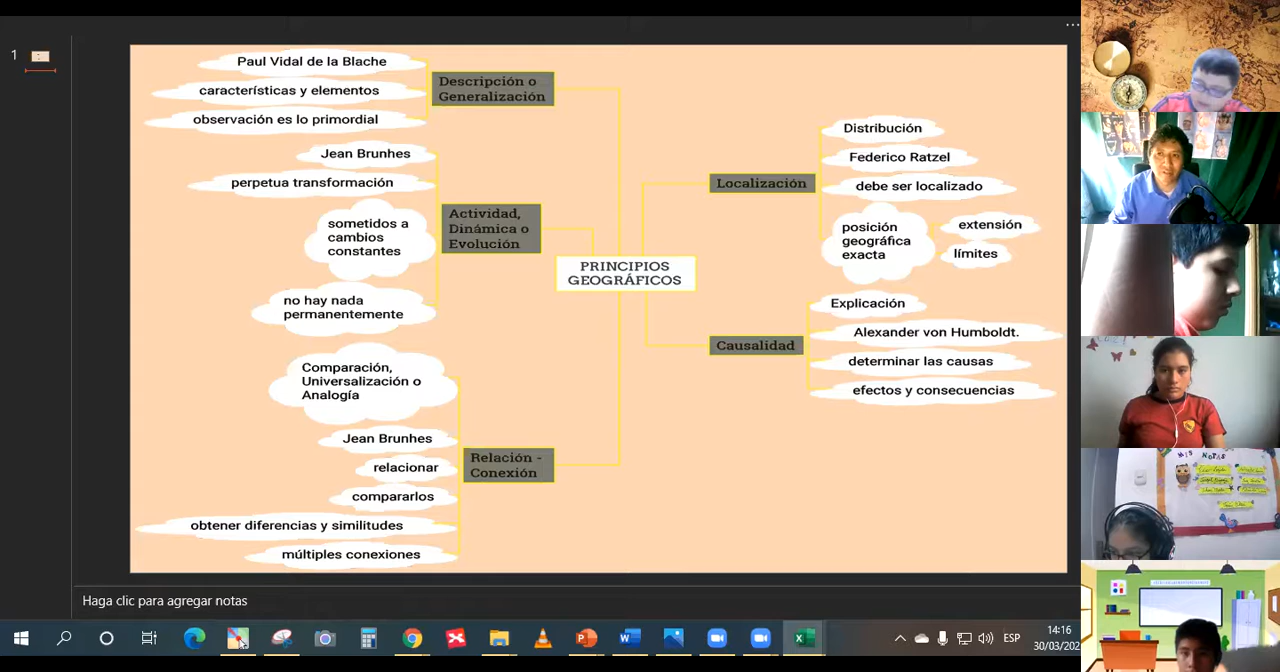 1
Paul Vidal de la Blache
características y elementos
observación es lo primordial
Descripción o
Generalización
Jean Brunhes
perpetua transformación
sometidos a
cambios
constantes
no hay nada
permanentemente
Actividad,
Dinámica o
Evolución
Comparación,
Universalización o
Analogía
Jean Brunhes
relacionar
compararlos
obtener diferencias y similitudes
múltiples conexiones
Relación -
Conexión
PRINCIPIOS
GEOGRÁFICOS
Localización
Distribución
Federico Ratzel
debe ser localizado
posición
geográfica
exacta
extensión
límites
Causalidad
Explicación
Alexander von Humboldt.
determinar las causas
efectos y consecuencias
Haga clic para agregar notas
ESP
14:16
30/03/202